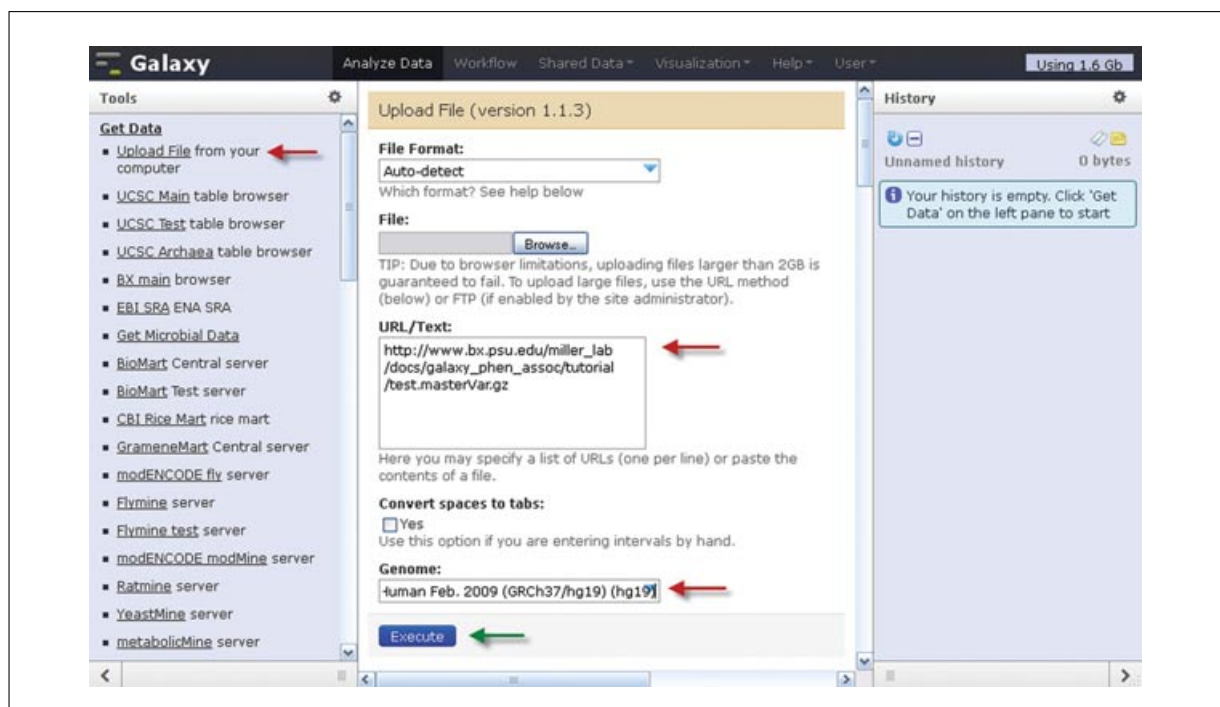 Galaxy
Analyze Data Workflow Shared Data Visualization Help User
Using 1.6 Gb
Tools
Get Data
Upload File from your
computer
UCSC Main table browser
UCSC Test table browser
UCSC Archaea table browser
BX main browser
EBI SRA ENA SRA
Get Microbial Data
BioMart Central server
BioMart Test server
CBI Rice Mart rice mart
GrameneMart Central server
modENCODE fly server
Flymine server
Flymine test server
modENCODE modMine server
Ratmine server
YeastMine server
metabolicMine server
Upload File (version 1.1.3)
File Format:
Auto-detect
Which format? See help below
File:
Browse...
TIP: Due to browser limitations, uploading files larger than 2GB is
guaranteed to fail. To upload large files, use the URL method
(below) or FTP (if enabled by the site administrator).
URL/Text:
http://www.bx.psu.edu/miller_lab
/docs/galaxy_phen_assoc/tutorial
/test.masterVar.gz
Here you may specify a list of URLs (one per line) or paste the
contents of a file.
Convert spaces to tabs:
Yes
Use this option if you are entering intervals by hand.
Genome:
Human Feb. 2009 (GRCh37/hg19) (hg19)
Execute
History
Unnamed history 0 bytes
Your history is empty. Click 'Get
Data' on the left pane to start